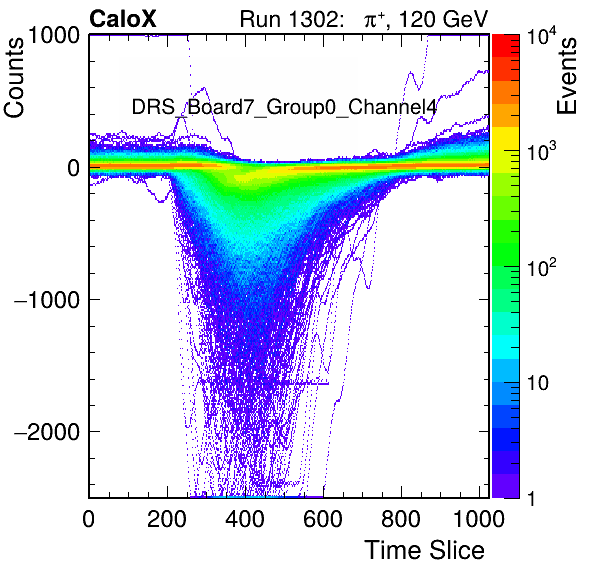 CaloX Run 1302: π⁺, 120 GeV
Counts
Events
DRS_Board7_Group0_Channel4
1000
0
−1000
−2000
0 200 400 600 800 1000
Time Slice
10⁴
10³
10²
10
1